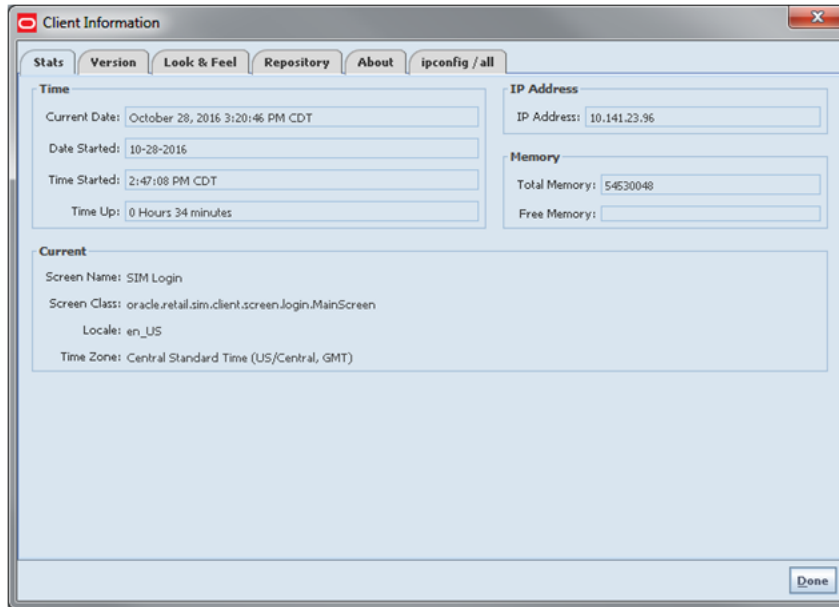 Client Information
Stats Version Look & Feel Repository About ipconfig / all
Time
Current Date: October 28, 2016 3:20:46 PM CDT
Date Started: 10-28-2016
Time Started: 2:47:08 PM CDT
Time Up: 0 Hours 34 minutes
IP Address
IP Address: 10.141.23.96
Memory
Total Memory: 54530048
Free Memory:
Current
Screen Name: SIM Login
Screen Class: oracle.retail.sim.client.screen.login.MainScreen
Locale: en_US
Time Zone: Central Standard Time (US/Central, GMT)
Done